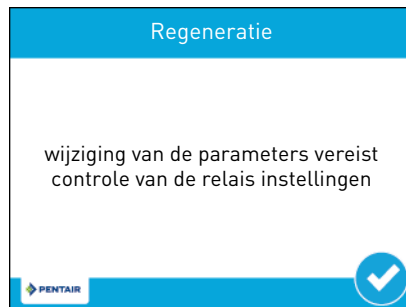 Regeneratie
wijziging van de parameters vereist
controle van de relais instellingen
PENTAIR